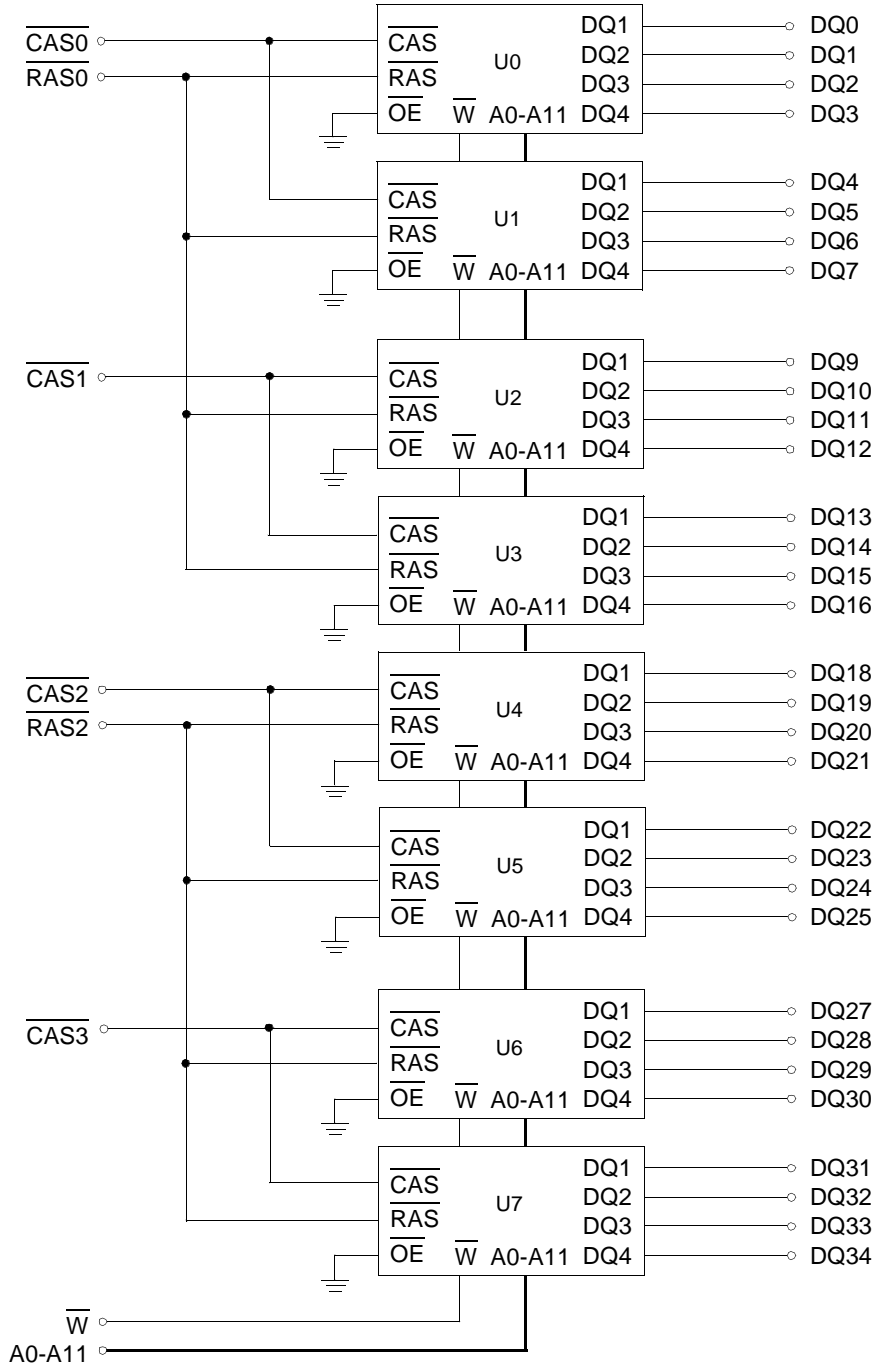 CAS0 CAS U0 DQ1 DQ0
RAS0 RAS DQ2 DQ1
DQ3 DQ2
OE W A0-A11 DQ4 DQ3
DQ1 DQ4
CAS U1 DQ2 DQ5
RAS DQ3 DQ6
OE W A0-A11 DQ4 DQ7
DQ1 DQ9
CAS1 CAS U2 DQ2 DQ10
RAS DQ3 DQ11
OE W A0-A11 DQ4 DQ12
DQ1 DQ13
CAS U3 DQ2 DQ14
RAS DQ3 DQ15
OE W A0-A11 DQ4 DQ16
DQ1 DQ18
CAS2 CAS U4 DQ2 DQ19
RAS2 RAS DQ3 DQ20
OE W A0-A11 DQ4 DQ21
DQ1 DQ22
CAS U5 DQ2 DQ23
RAS DQ3 DQ24
OE W A0-A11 DQ4 DQ25
DQ1 DQ27
CAS3 CAS U6 DQ2 DQ28
RAS DQ3 DQ29
OE W A0-A11 DQ4 DQ30
DQ1 DQ31
CAS U7 DQ2 DQ32
RAS DQ3 DQ33
OE W A0-A11 DQ4 DQ34
W
A0-A11